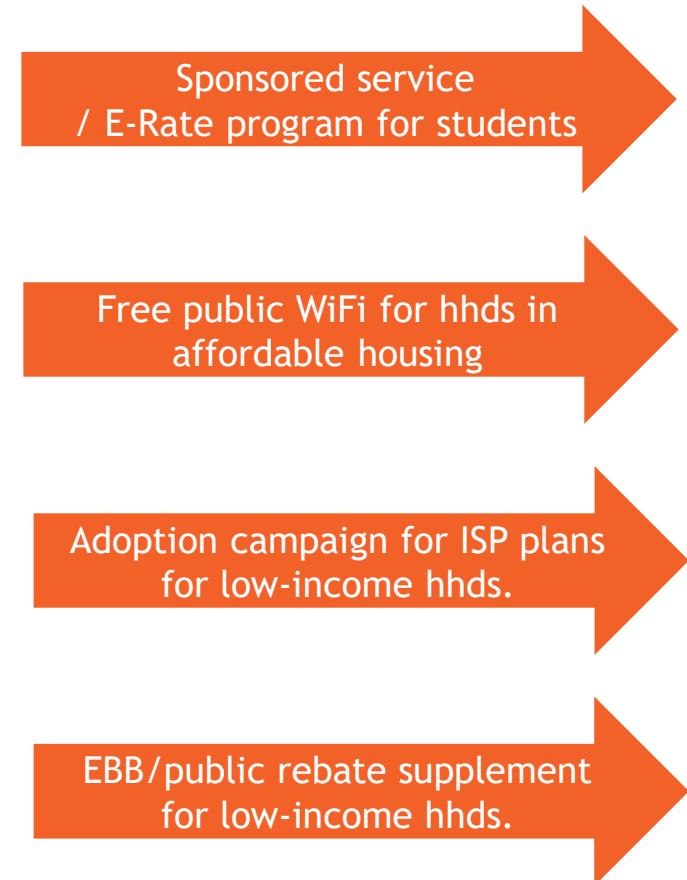 Sponsored service
/ E-Rate program for students
Free public WiFi for hhds in
affordable housing
Adoption campaign for ISP plans
for low-income hhds.
EBB/public rebate supplement
for low-income hhds.